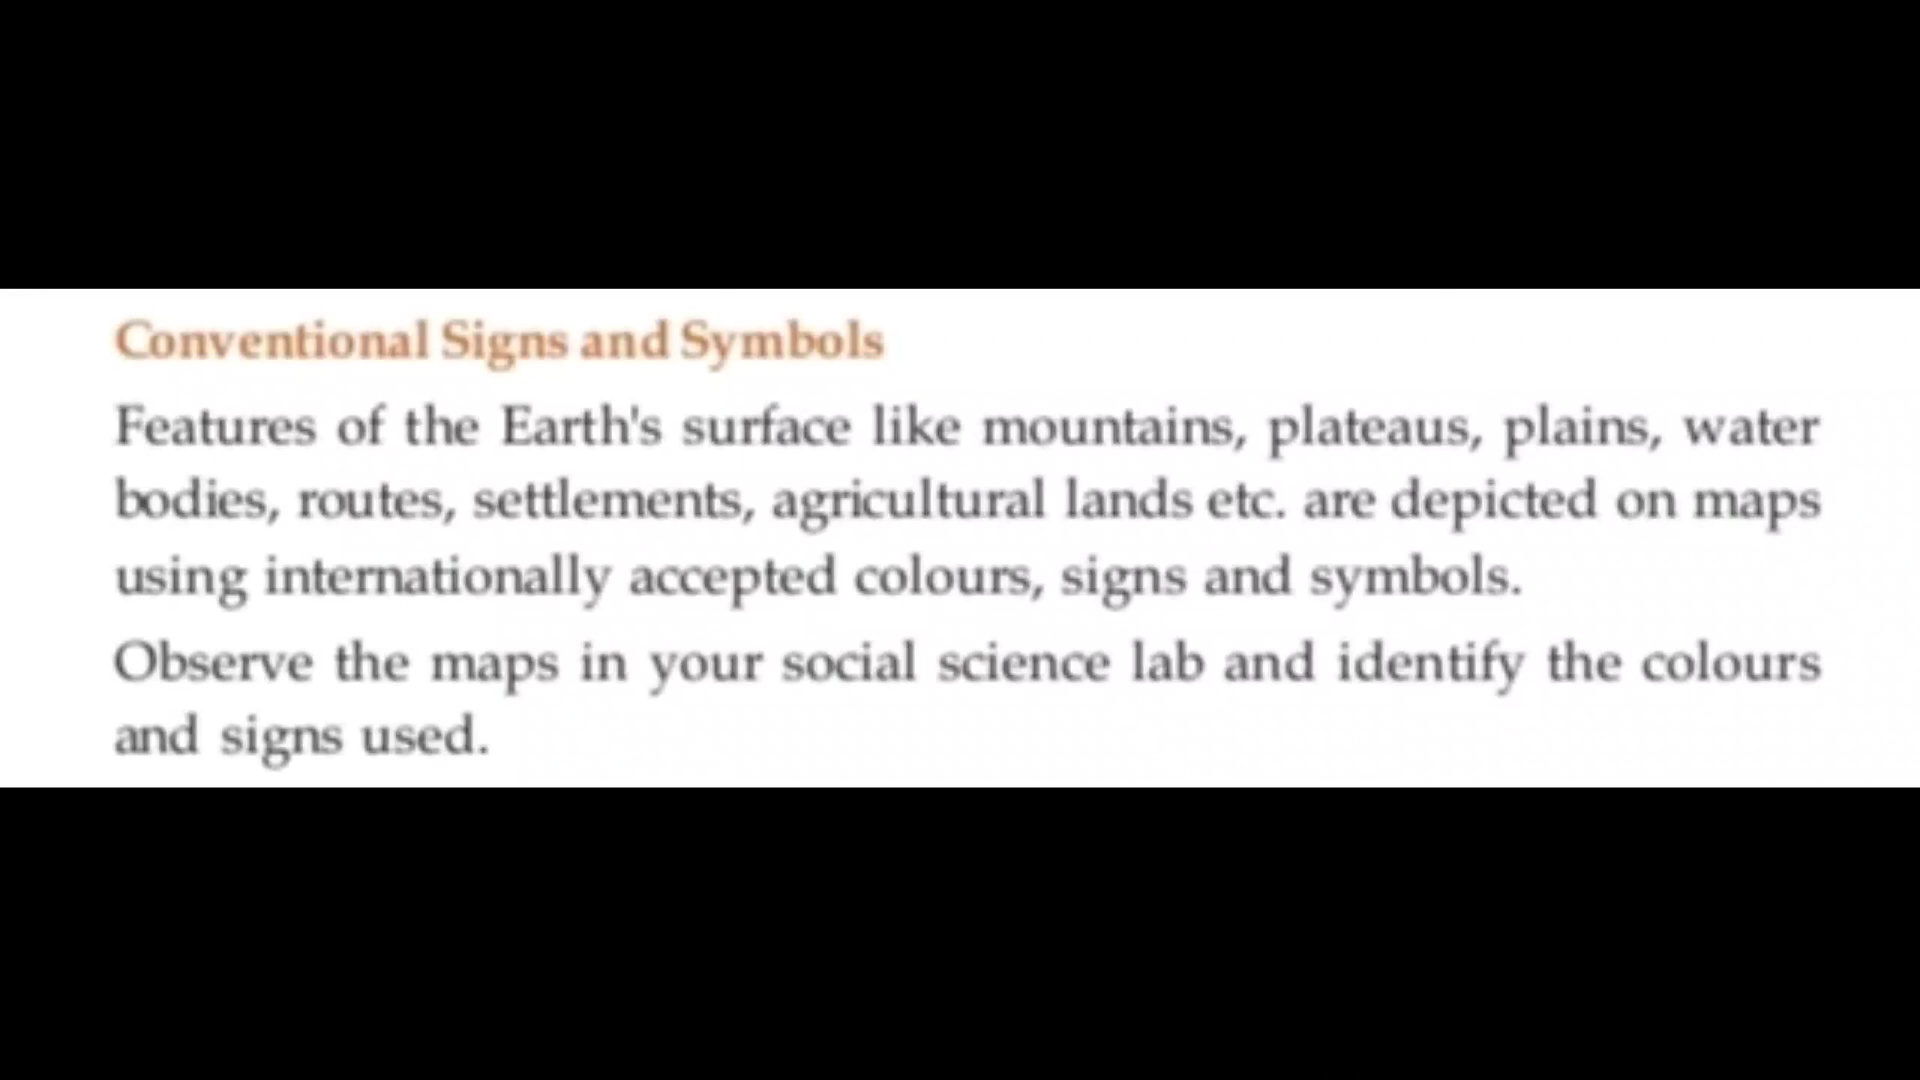 Conventional Signs and Symbols
Features of the Earth's surface like mountains, plateaus, plains, water
bodies, routes, settlements, agricultural lands etc. are depicted on maps
using internationally accepted colours, signs and symbols.
Observe the maps in your social science lab and identify the colours
and signs used.